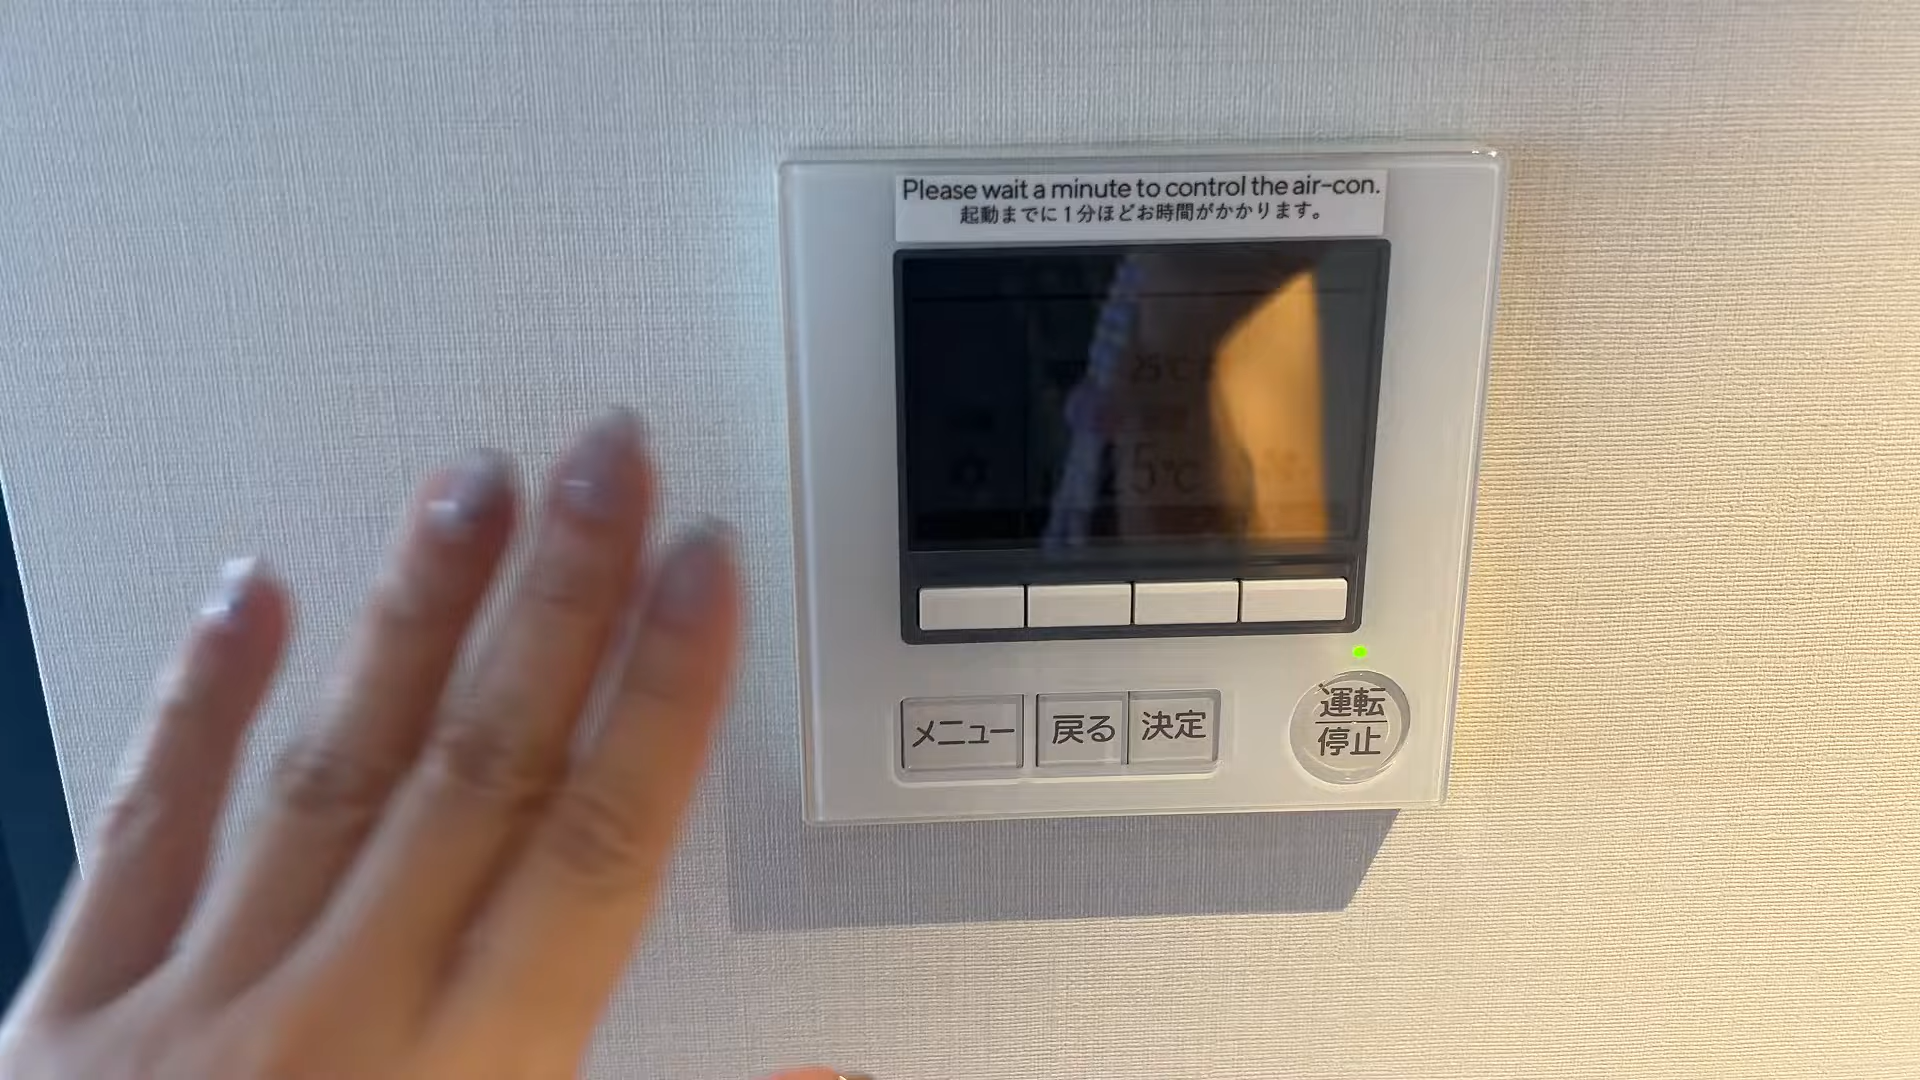 Please wait a minute to control the air-con.
起動までに1分ほどお時間がかかります。
25℃
5℃
メニュー
戻る
決定
運転
停止